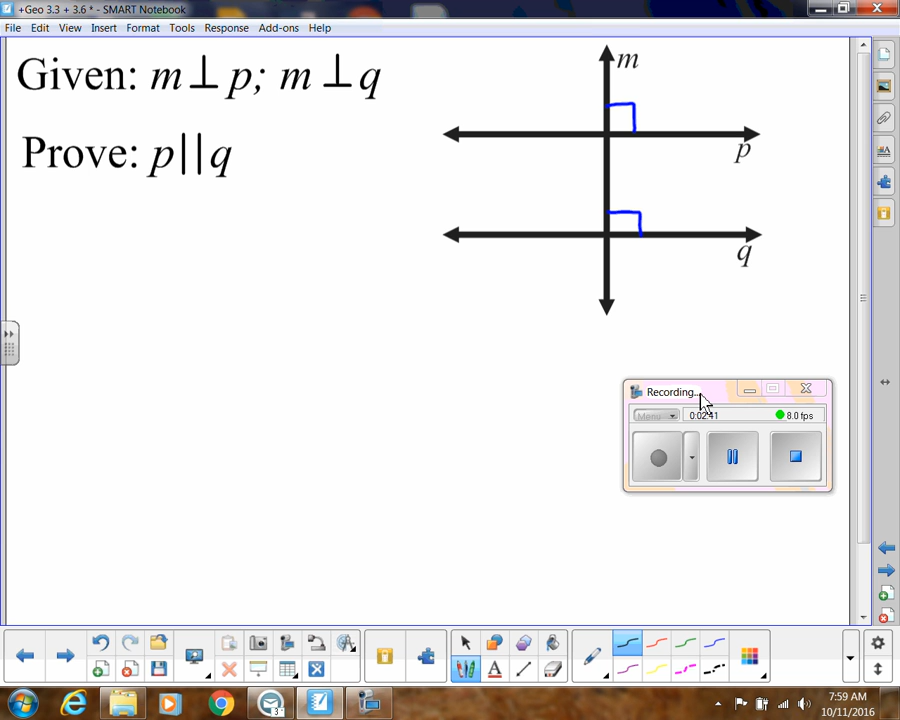 +Geo 3.3 + 3.6 * - SMART Notebook
File Edit View Insert Format Tools Response Add-ons Help
Given: m ⊥ p; m ⊥ q
Prove: p||q
m
p
q
Recording...
Menu 0:02:41 8.0 fps
A
7:59 AM
10/11/2016